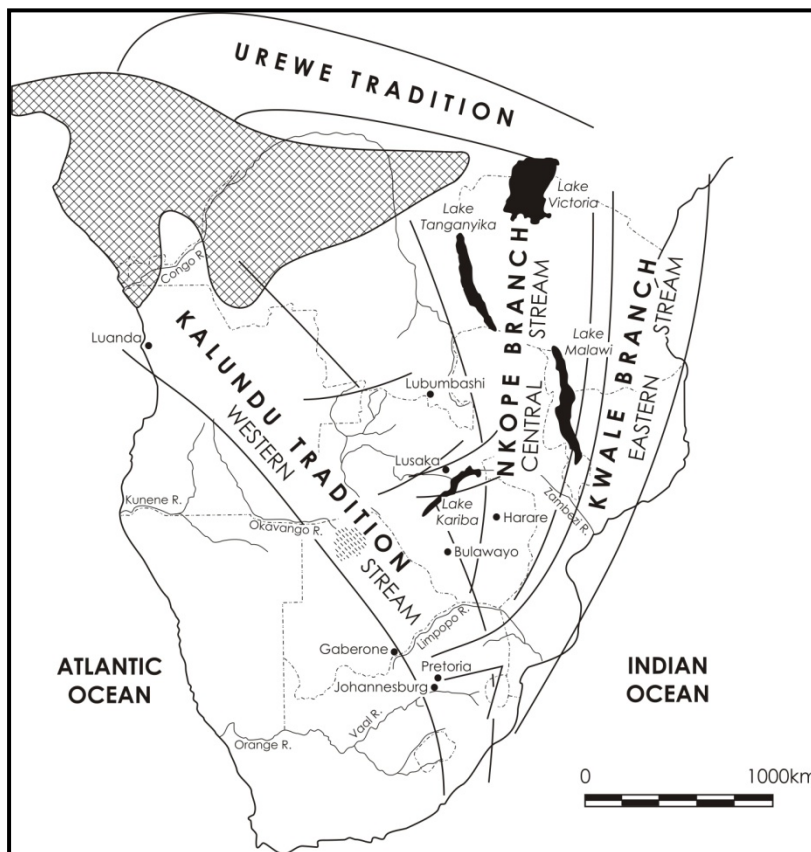 UREWE TRADITION
Lake
Victoria
Lake
Tanganyika
Congo R.
NKOPE BRANCH
CENTRAL STREAM
KWALE BRANCH
EASTERN STREAM
Luanda
KALUNDU TRADITION
WESTERN STREAM
Lake
Malawi
Lubumbashi
Lusaka
Lake
Kariba
Zambezi R.
Kunene R.
Okavango R.
Harare
Bulawayo
Limpopo R.
Gaberone
Pretoria
Johannesburg
ATLANTIC
OCEAN
INDIAN
OCEAN
Vaal R.
Orange R.
0 1000km